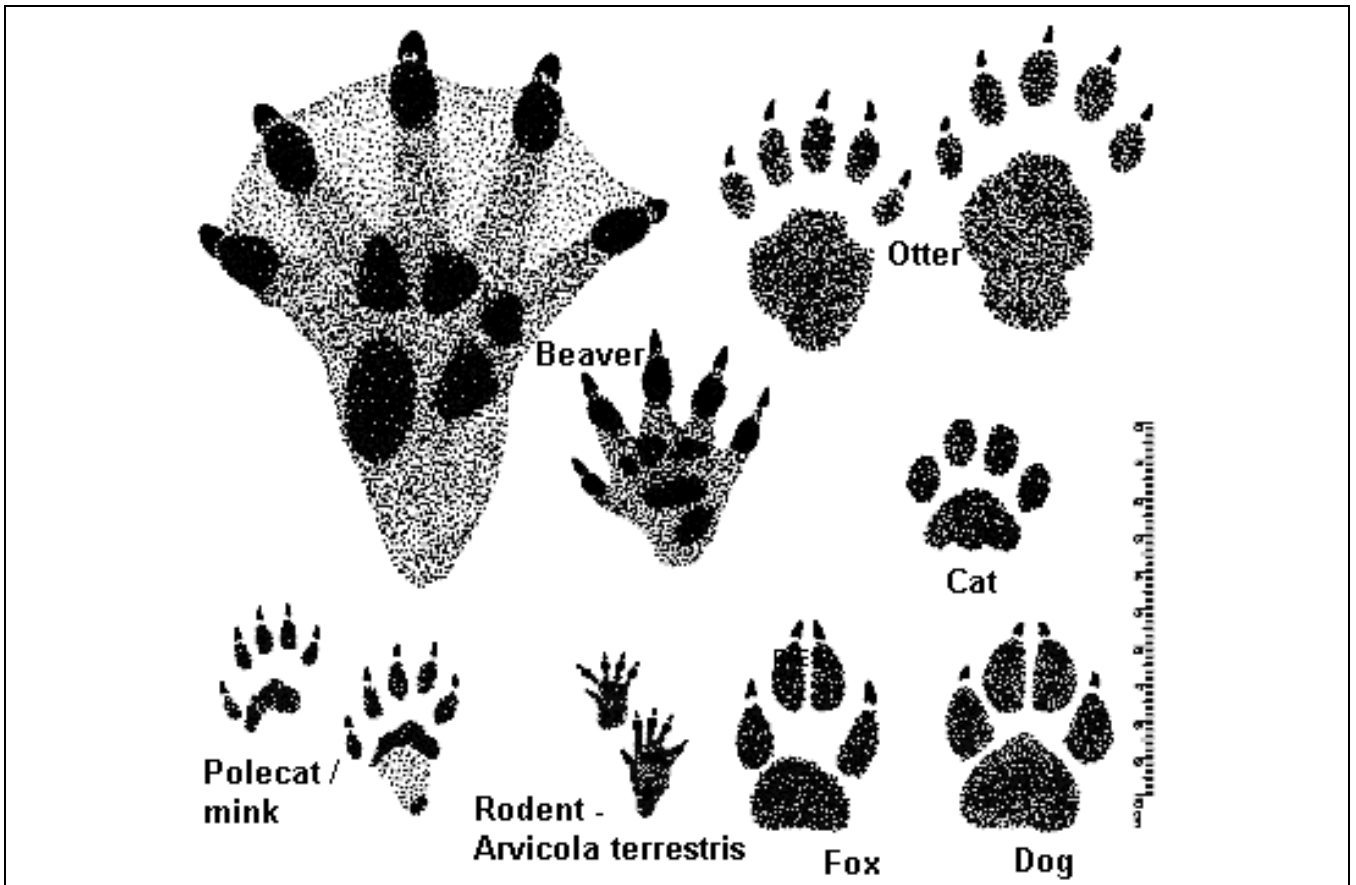 Otter
Beaver
Cat
Polecat /
mink
Rodent -
Arvicola terrestris
Fox
Dog